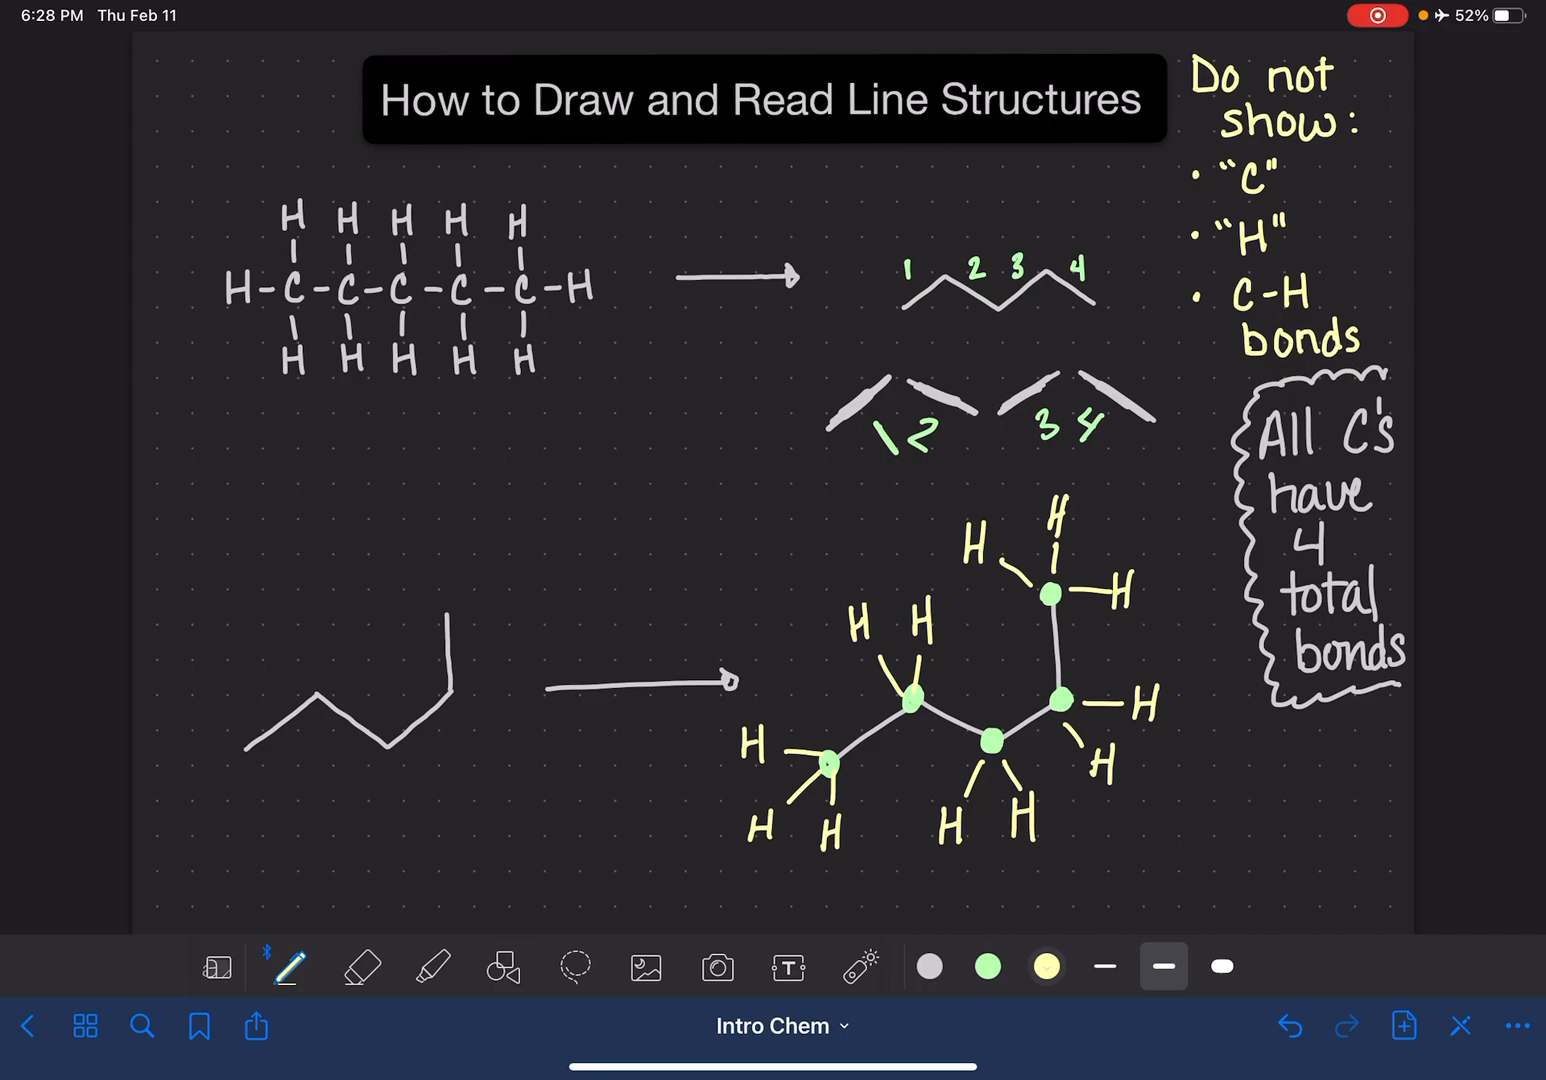 6:28 PM Thu Feb 11
52%
How to Draw and Read Line Structures
Do not
show:
• "C"
• "H"
• C-H
bonds
H H H H H
H-C-C-C-C-C-H
H H H H H
1 2 3 4
1 2 3 4
All C's
have
4
total
bonds
H H
H H H
H
H H
H H H H
Intro Chem